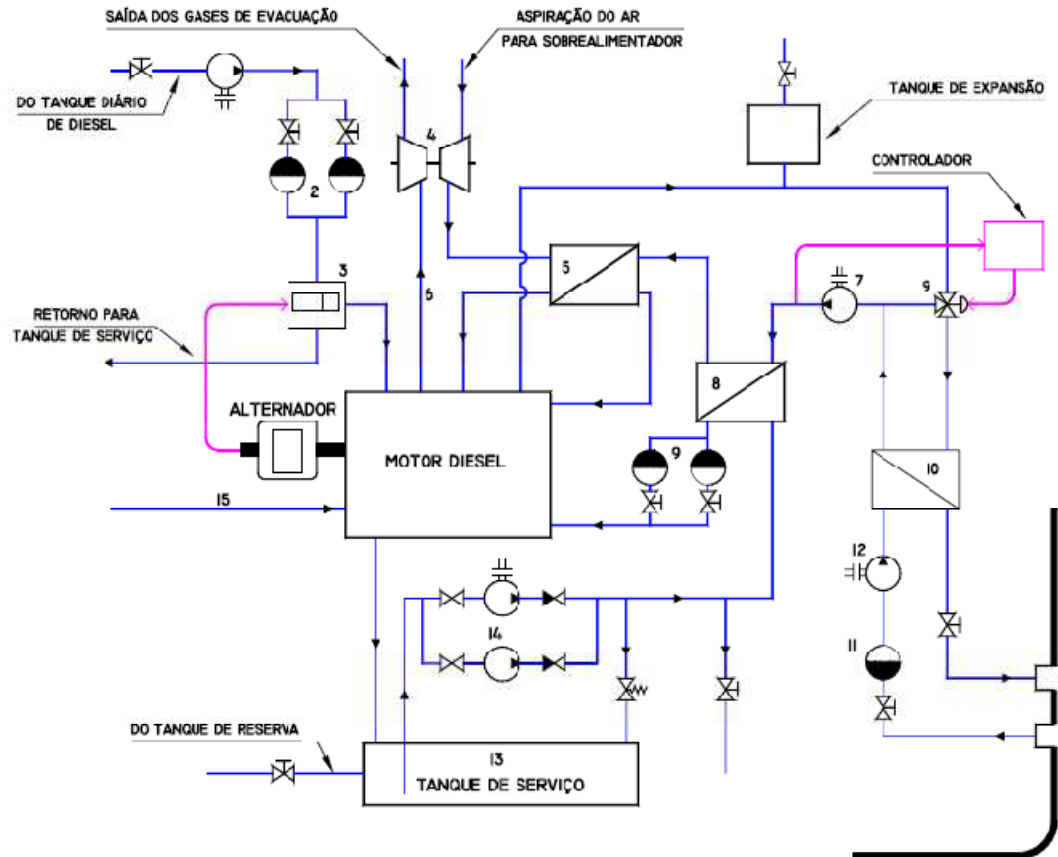 SAÍDA DOS GASES DE EVACUAÇÃO
ASPIRAÇÃO DO AR
PARA SOBREALIMENTADOR
DO TANQUE DIÁRIO
DE DIESEL
TANQUE DE EXPANSÃO
CONTROLADOR
4
2
3
5
6
7
9
8
RETORNO PARA
TANQUE DE SERVIÇO
ALTERNADOR
MOTOR DIESEL
9
10
15
12
14
11
DO TANQUE DE RESERVA
13
TANQUE DE SERVIÇO